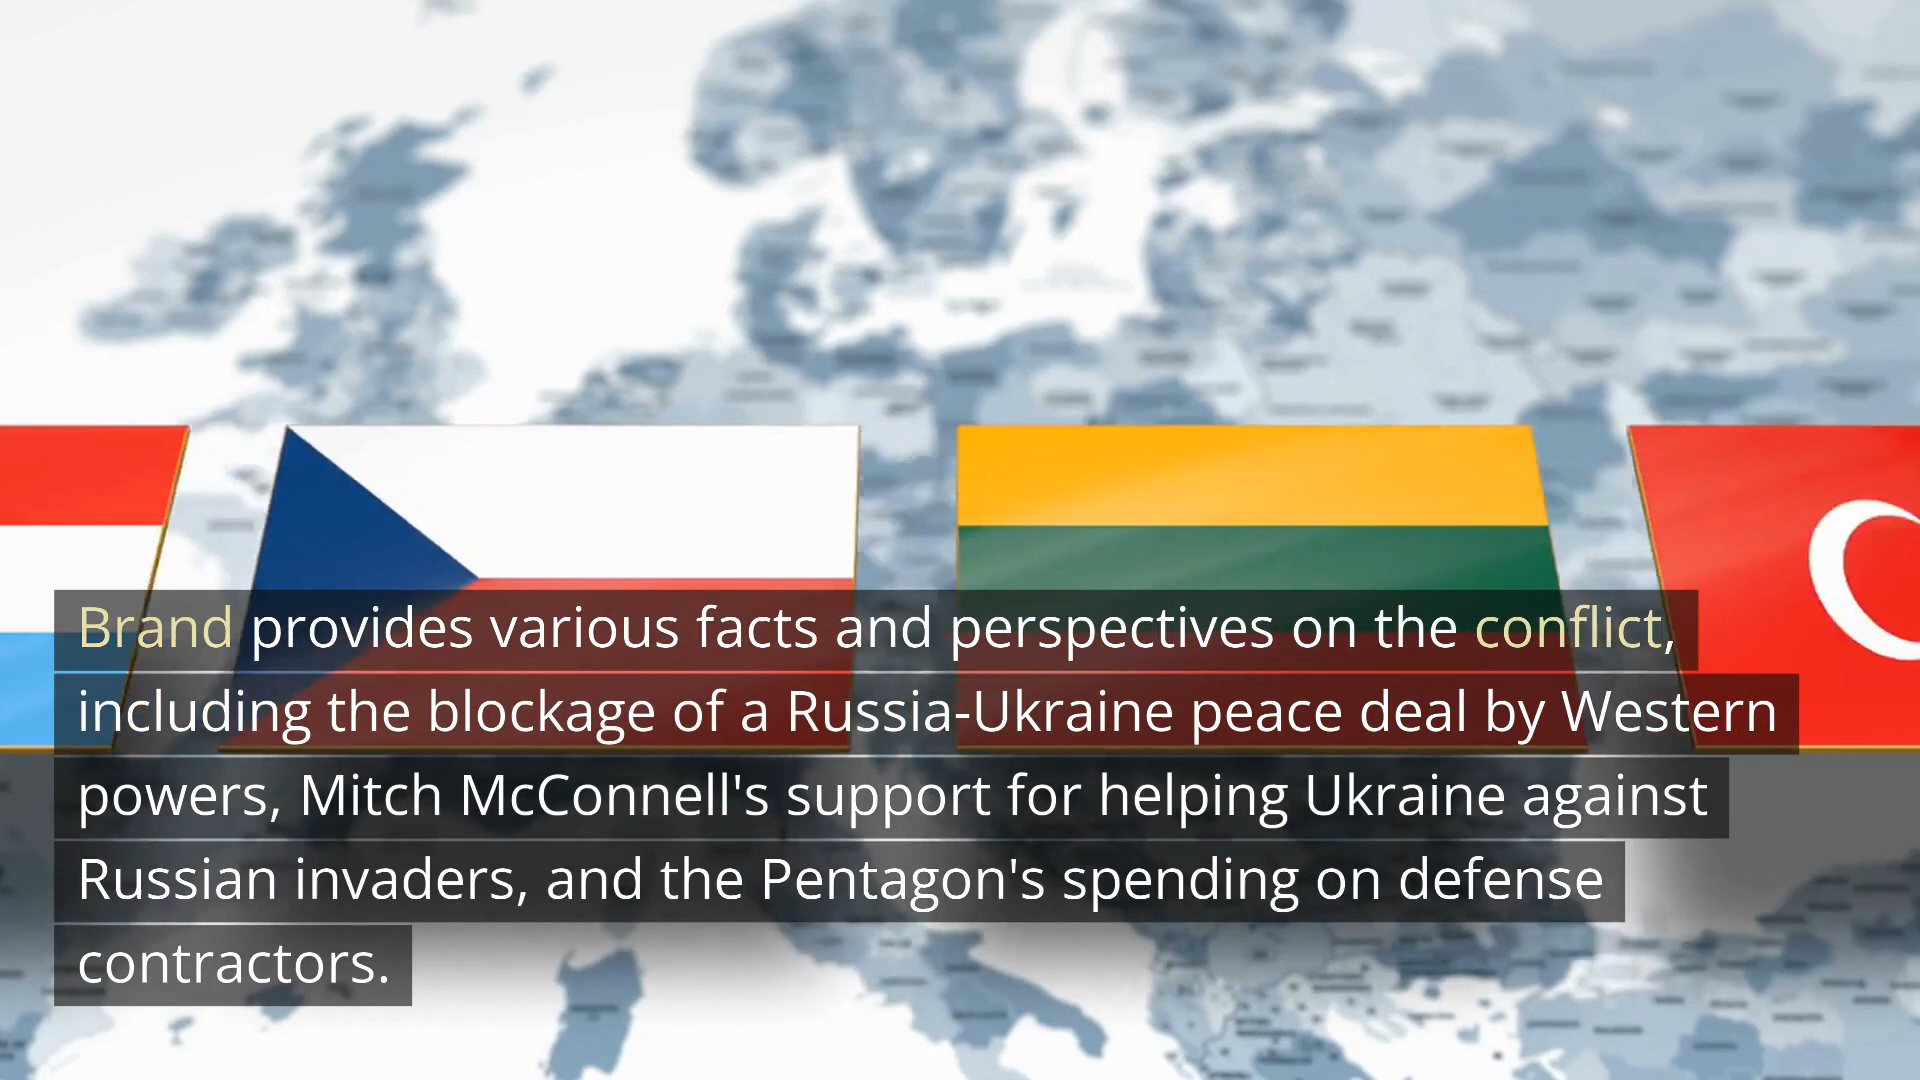 Brand provides various facts and perspectives on the conflict,
including the blockage of a Russia-Ukraine peace deal by Western
powers, Mitch McConnell's support for helping Ukraine against
Russian invaders, and the Pentagon's spending on defense
contractors.